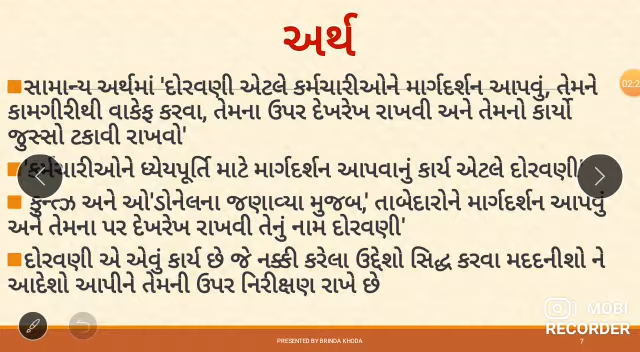 અર્થ
સામાન્ય અર્થમાં 'દોરવણી એટલે કર્મચારીઓને માર્ગદર્શન આપવું, તેમને
કામગીરીથી વાકેફ કરવા, તેમના ઉપર દેખરેખ રાખવી અને તેમનો કાર્યો
જુસ્સો ટકાવી રાખવો'
'કર્મચારીઓને ધ્યેયપૂર્તિ માટે માર્ગદર્શન આપવાનું કાર્ય એટલે દોરવણી'
કુન્ત્ઝ અને ઓ'ડોનેલના જણાવ્યા મુજબ,' તાબેદારોને માર્ગદર્શન આપવું
અને તેમના પર દેખરેખ રાખવી તેનું નામ દોરવણી'
દોરવણી એ એવું કાર્ય છે જે નક્કી કરેલા ઉદ્દેશો સિદ્ધ કરવા મદદનીશો ને
આદેશો આપીને તેમની ઉપર નિરીક્ષણ રાખે છે
PRESENTED BY BRINDA KHODA
7
MOBI
RECORDER